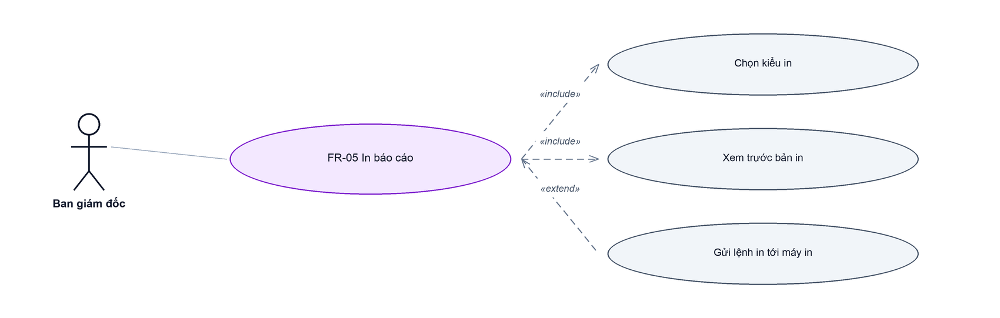 Chọn kiểu in
«include»
«include»
FR-05 In báo cáo
Xem trước bản in
«extend»
Ban giám đốc
Gửi lệnh in tới máy in